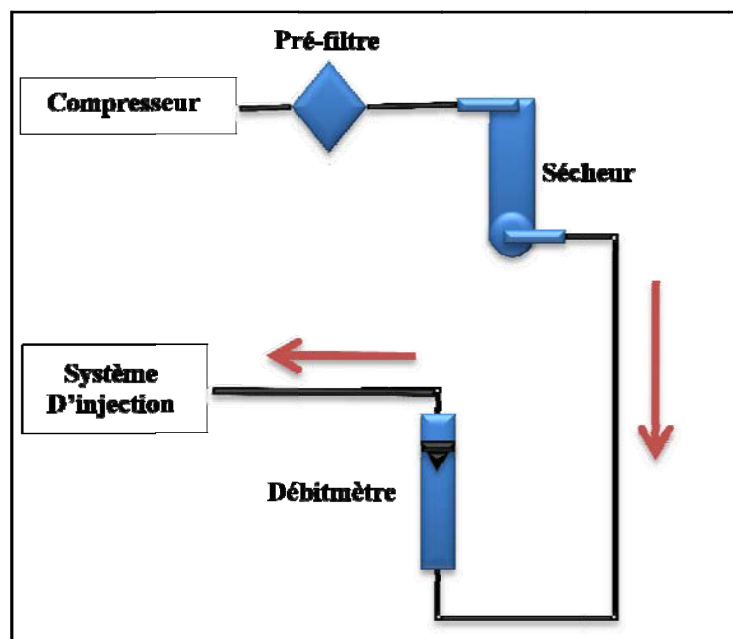 Pré-filtre
Compresseur
Sécheur
Système
D'injection
Débitmètre